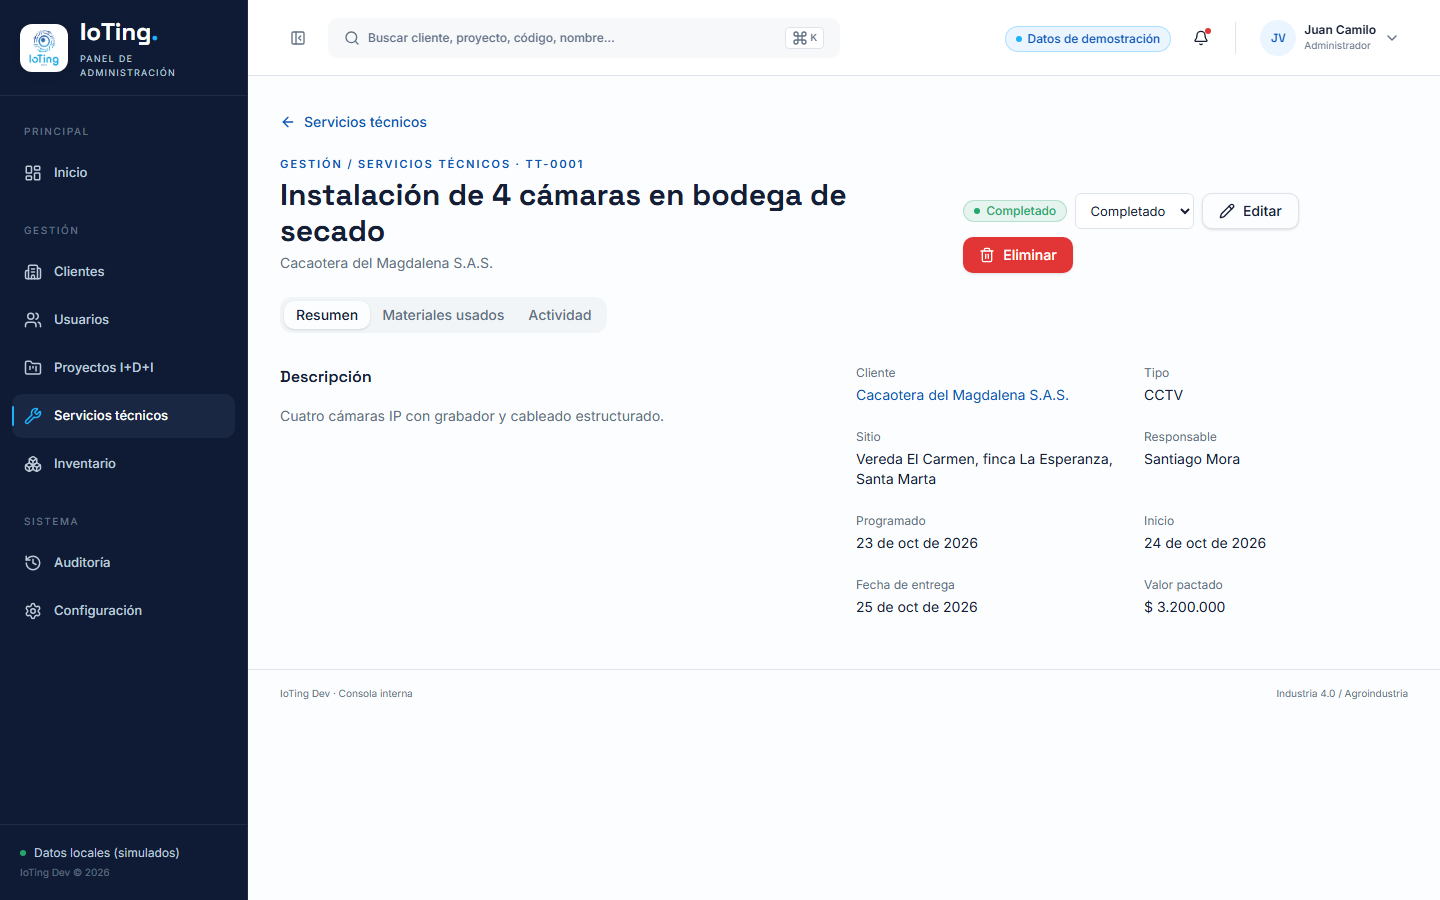 IoTing
IoTing.
PANEL DE
ADMINISTRACIÓN
Buscar cliente, proyecto, código, nombre...
⌘ K
Datos de demostración
JV
Juan Camilo
Administrador
PRINCIPAL
Inicio
GESTIÓN
Clientes
Usuarios
Proyectos I+D+I
Servicios técnicos
Inventario
SISTEMA
Auditoría
Configuración
Datos locales (simulados)
IoTing Dev © 2026
Servicios técnicos
GESTIÓN / SERVICIOS TÉCNICOS · TT-0001
Instalación de 4 cámaras en bodega de
secado
Cacaotera del Magdalena S.A.S.
Completado
Completado
Editar
Eliminar
Resumen
Materiales usados
Actividad
Descripción
Cuatro cámaras IP con grabador y cableado estructurado.
Cliente
Cacaotera del Magdalena S.A.S.
Tipo
CCTV
Sitio
Vereda El Carmen, finca La Esperanza,
Santa Marta
Responsable
Santiago Mora
Programado
23 de oct de 2026
Inicio
24 de oct de 2026
Fecha de entrega
25 de oct de 2026
Valor pactado
$ 3.200.000
IoTing Dev · Consola interna
Industria 4.0 / Agroindustria